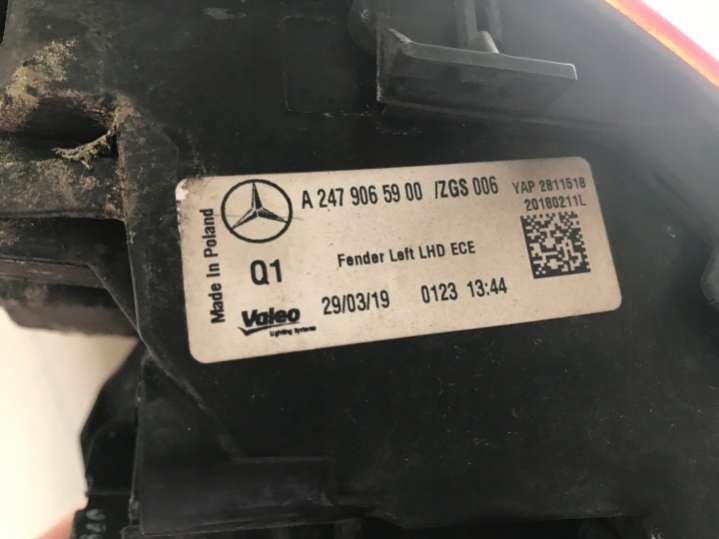 Made In Poland
A 247 906 59 00 /ZGS 006
YAP 2811518
20180211L
Q1
Fender Left LHD ECE
Valeo
Lighting Systems
29/03/19 0123 13:44